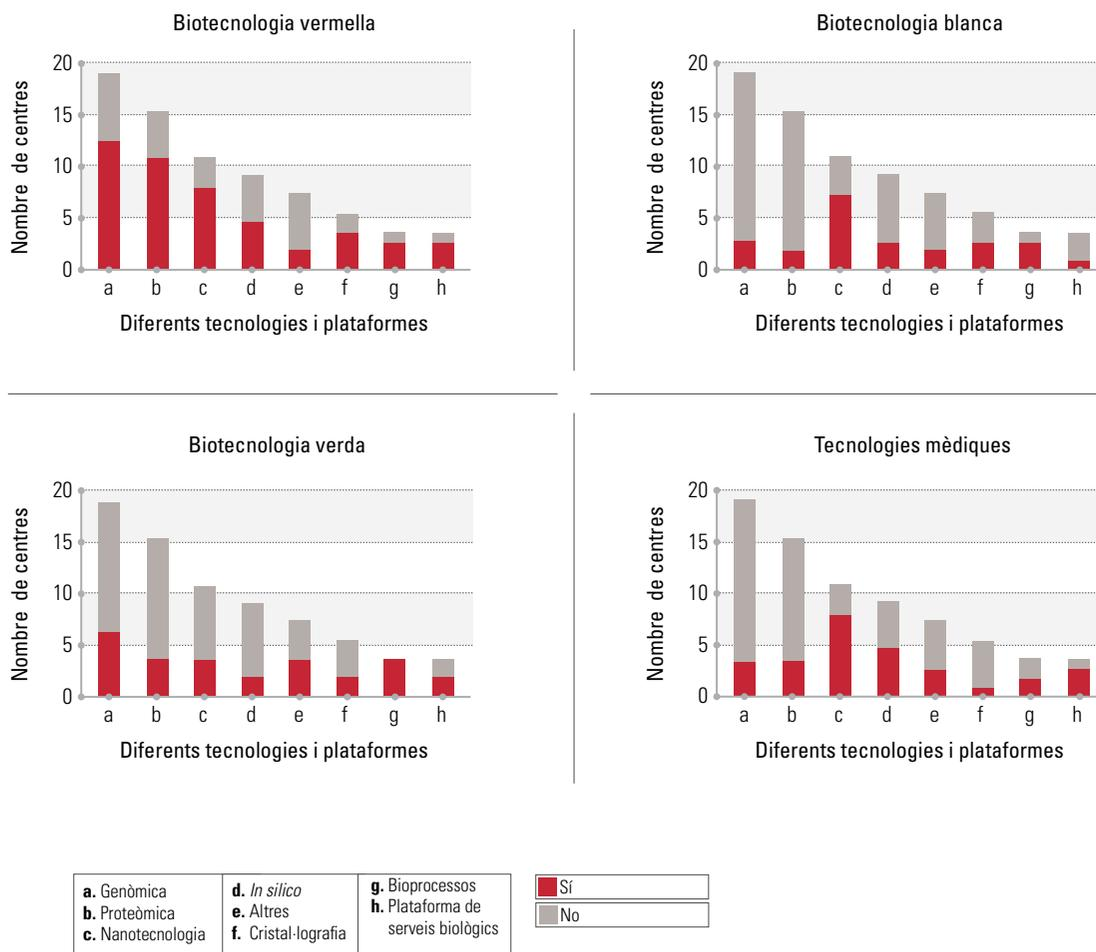 Biotecnologia vermella
Nombre de centres
20
15
10
5
0
a b c d e f g h
Diferents tecnologies i plataformes
Biotecnologia blanca
Nombre de centres
20
15
10
5
0
a b c d e f g h
Diferents tecnologies i plataformes
Biotecnologia verda
Nombre de centres
20
15
10
5
0
a b c d e f g h
Diferents tecnologies i plataformes
Tecnologies mèdiques
Nombre de centres
20
15
10
5
0
a b c d e f g h
Diferents tecnologies i plataformes
a. Genòmica
b. Proteòmica
c. Nanotecnologia
d. In silico
e. Altres
f. Cristal·lografia
g. Bioprocessos
h. Plataforma de
serveis biològics
Sí
No